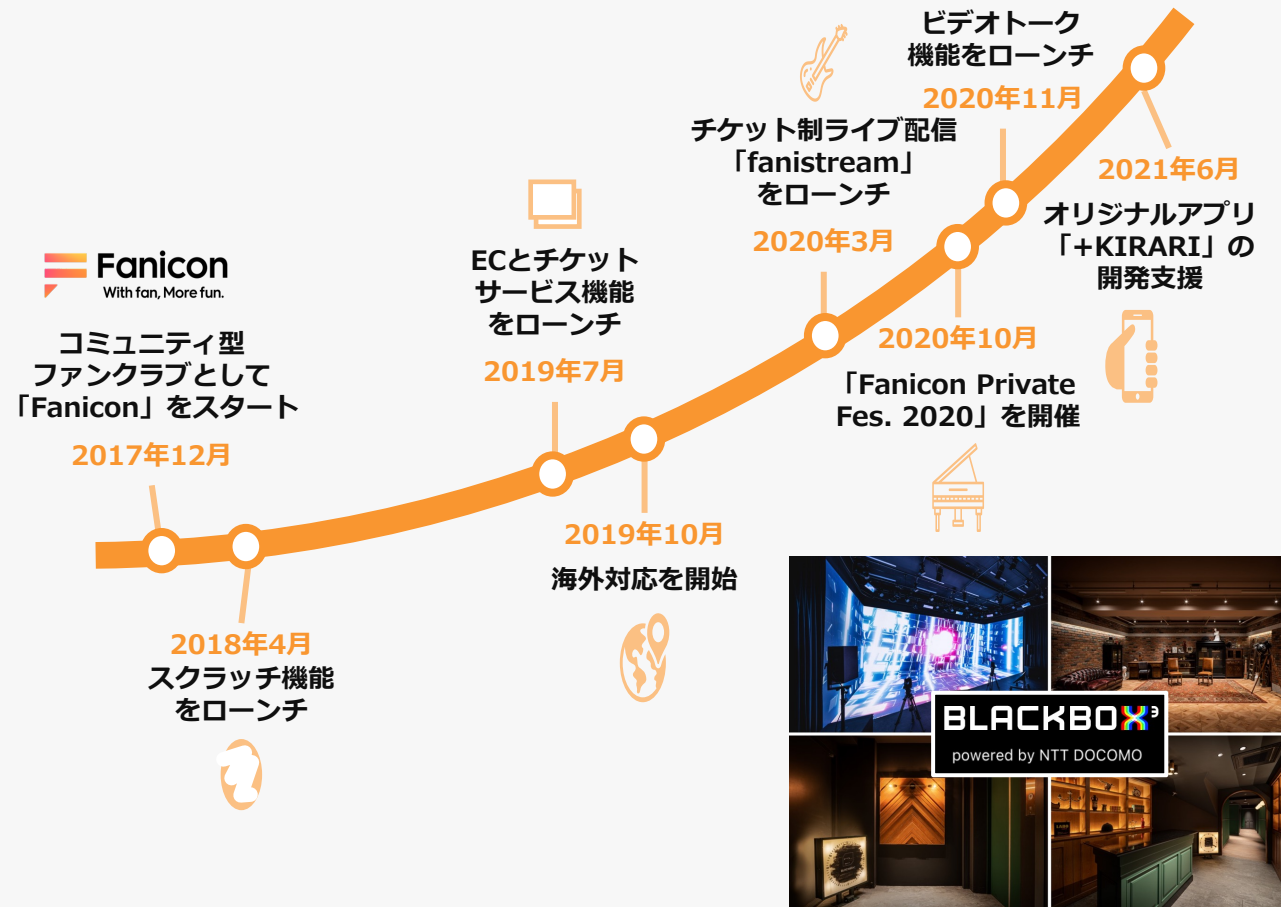 Fanicon
With fan, More fun.
コミュニティ型
ファンクラブとして
「Fanicon」をスタート
2017年12月
2018年4月
スクラッチ機能
をローンチ
ECとチケット
サービス機能
をローンチ
2019年7月
2019年10月
海外対応を開始
チケット制ライブ配信
「fanistream」
をローンチ
2020年3月
2020年10月
「Fanicon Private
Fes. 2020」を開催
ビデオトーク
機能をローンチ
2020年11月
2021年6月
オリジナルアプリ
「+KIRARI」の
開発支援
BLACKBOX³
powered by NTT DOCOMO